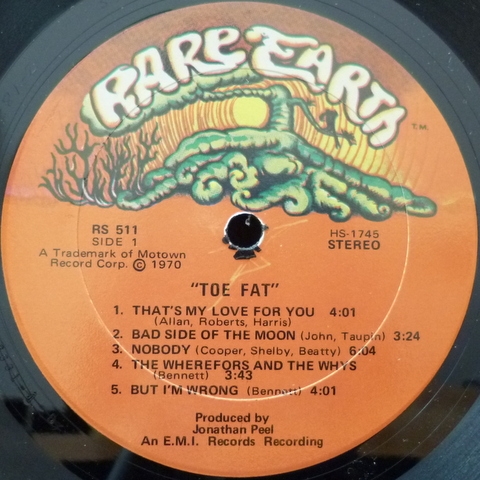 RARE EARTH T.M.
RS 511
SIDE 1
A Trademark of Motown
Record Corp. © 1970
HS-1745
STEREO
"TOE FAT"
1. THAT'S MY LOVE FOR YOU 4:01
(Allan, Roberts, Harris)
2. BAD SIDE OF THE MOON (John, Taupin) 3:24
3. NOBODY (Cooper, Shelby, Beatty) 6:04
4. THE WHEREFORS AND THE WHYS
(Bennett) 3:43
5. BUT I'M WRONG (Bennett) 4:01
Produced by
Jonathan Peel
An E.M.I. Records Recording